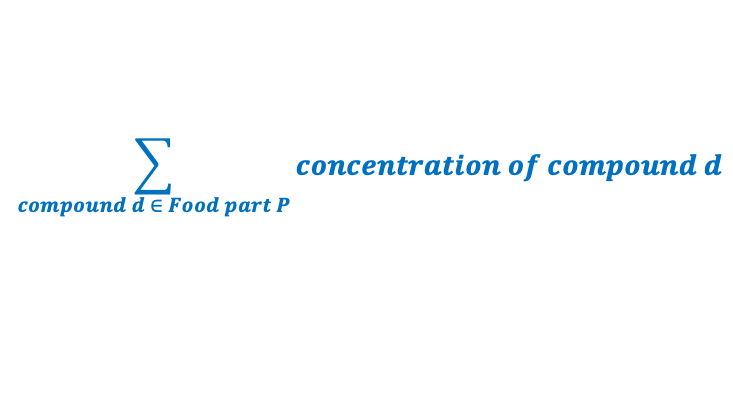 ∑ concentration of compound d
compound d ∈ Food part P